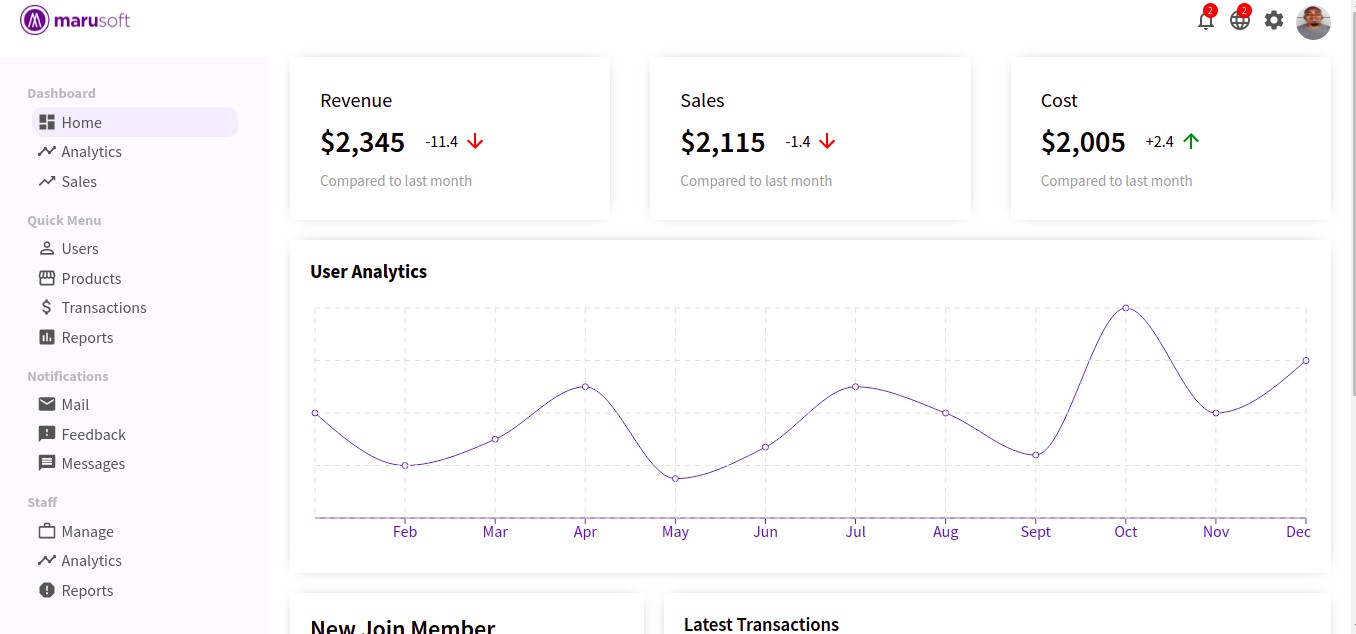 marusoft
2
2
Dashboard
Home
Analytics
Sales
Quick Menu
Users
Products
Transactions
Reports
Notifications
Mail
Feedback
Messages
Staff
Manage
Analytics
Reports
Revenue
$2,345 -11.4
Compared to last month
Sales
$2,115 -1.4
Compared to last month
Cost
$2,005 +2.4
Compared to last month
User Analytics
Feb Mar Apr May Jun Jul Aug Sept Oct Nov Dec
New Join Member
Latest Transactions